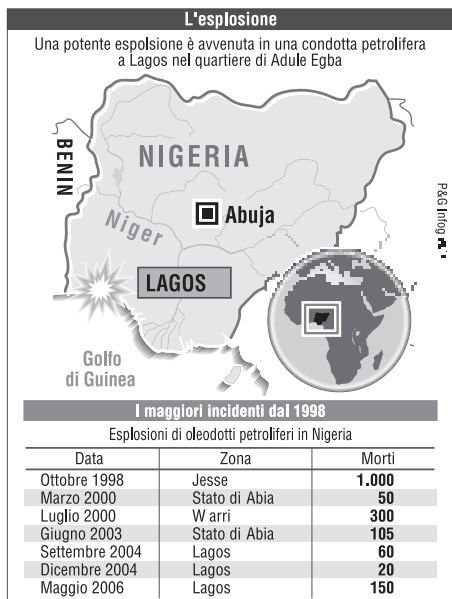 L'esplosione
Una potente espolsione è avvenuta in una condotta petrolifera
a Lagos nel quartiere di Adule Egba
BENIN
NIGERIA
Niger
Abuja
LAGOS
Golfo
di Guinea
P&G Infog
I maggiori incidenti dal 1998
Esplosioni di oleodotti petroliferi in Nigeria
Data Zona Morti
Ottobre 1998 Jesse 1.000
Marzo 2000 Stato di Abia 50
Luglio 2000 W arri 300
Giugno 2003 Stato di Abia 105
Settembre 2004 Lagos 60
Dicembre 2004 Lagos 20
Maggio 2006 Lagos 150